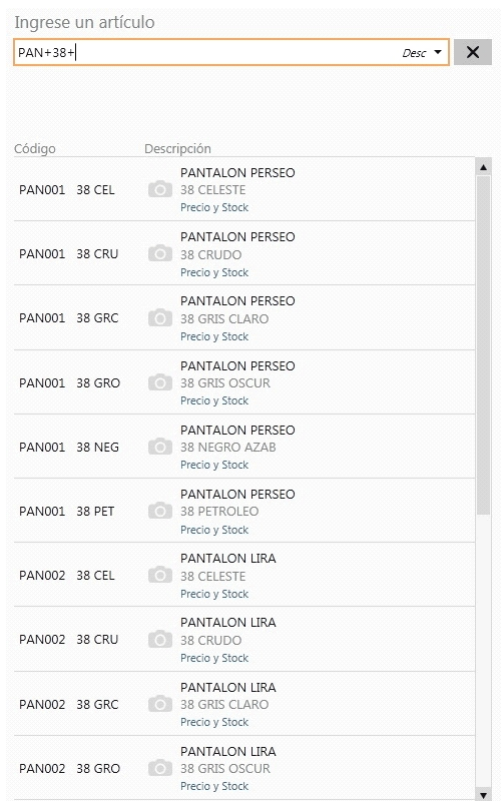 Ingrese un artículo
PAN+38+ Desc
Código Descripción
PANTALON PERSEO
PAN001 38 CEL 38 CELESTE
Precio y Stock
PANTALON PERSEO
PAN001 38 CRU 38 CRUDO
Precio y Stock
PANTALON PERSEO
PAN001 38 GRC 38 GRIS CLARO
Precio y Stock
PANTALON PERSEO
PAN001 38 GRO 38 GRIS OSCUR
Precio y Stock
PANTALON PERSEO
PAN001 38 NEG 38 NEGRO AZAB
Precio y Stock
PANTALON PERSEO
PAN001 38 PET 38 PETROLEO
Precio y Stock
PANTALON LIRA
PAN002 38 CEL 38 CELESTE
Precio y Stock
PANTALON LIRA
PAN002 38 CRU 38 CRUDO
Precio y Stock
PANTALON LIRA
PAN002 38 GRC 38 GRIS CLARO
Precio y Stock
PANTALON LIRA
PAN002 38 GRO 38 GRIS OSCUR
Precio y Stock